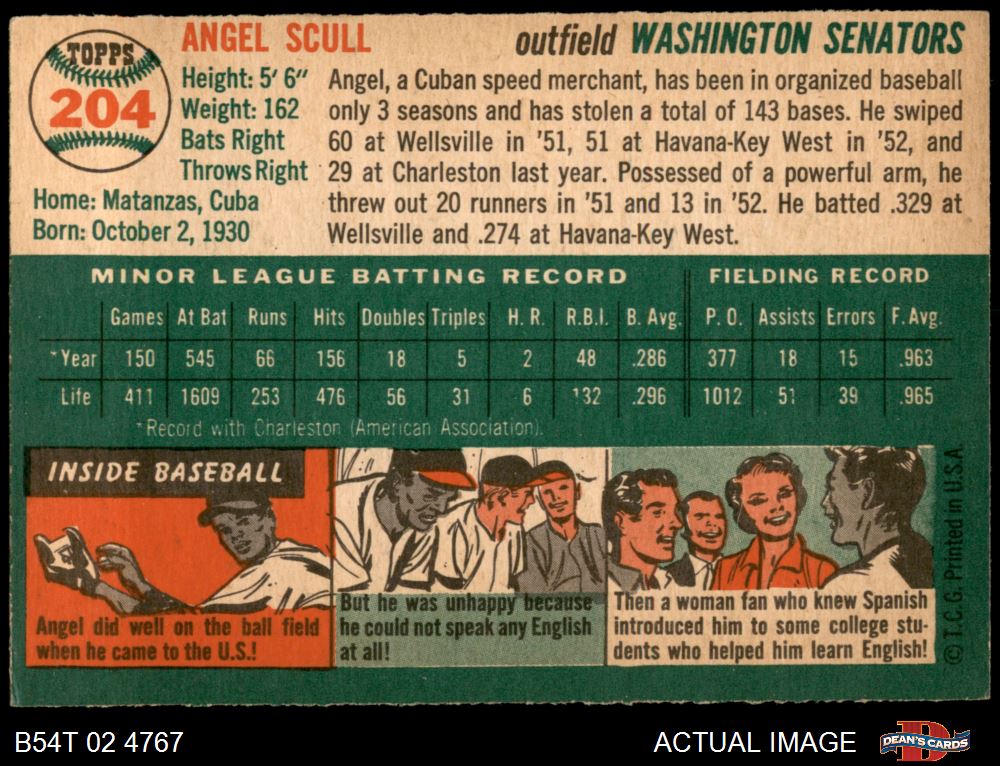 TOPPS
204
ANGEL SCULL
outfield WASHINGTON SENATORS
Height: 5' 6"
Weight: 162
Bats Right
Throws Right
Home: Matanzas, Cuba
Born: October 2, 1930
Angel, a Cuban speed merchant, has been in organized baseball
only 3 seasons and has stolen a total of 143 bases. He swiped
60 at Wellsville in '51, 51 at Havana-Key West in '52, and
29 at Charleston last year. Possessed of a powerful arm, he
threw out 20 runners in '51 and 13 in '52. He batted .329 at
Wellsville and .274 at Havana-Key West.
MINOR LEAGUE BATTING RECORD FIELDING RECORD
Games At Bat Runs Hits Doubles Triples H. R. R.B.I. B. Avg. P. O. Assists Errors F. Avg.
*Year 150 545 66 156 18 5 2 48 .286 377 18 15 .963
Life 411 1609 253 476 56 31 6 132 .296 1012 51 39 .965
*Record with Charleston (American Association).
INSIDE BASEBALL
Angel did well on the ball field
when he came to the U.S.!
But he was unhappy because
he could not speak any English
at all!
Then a woman fan who knew Spanish
introduced him to some college stu-
dents who helped him learn English!
© T.C.G. Printed in U.S.A.
B54T 02 4767
ACTUAL IMAGE
D
DEAN'S CARDS